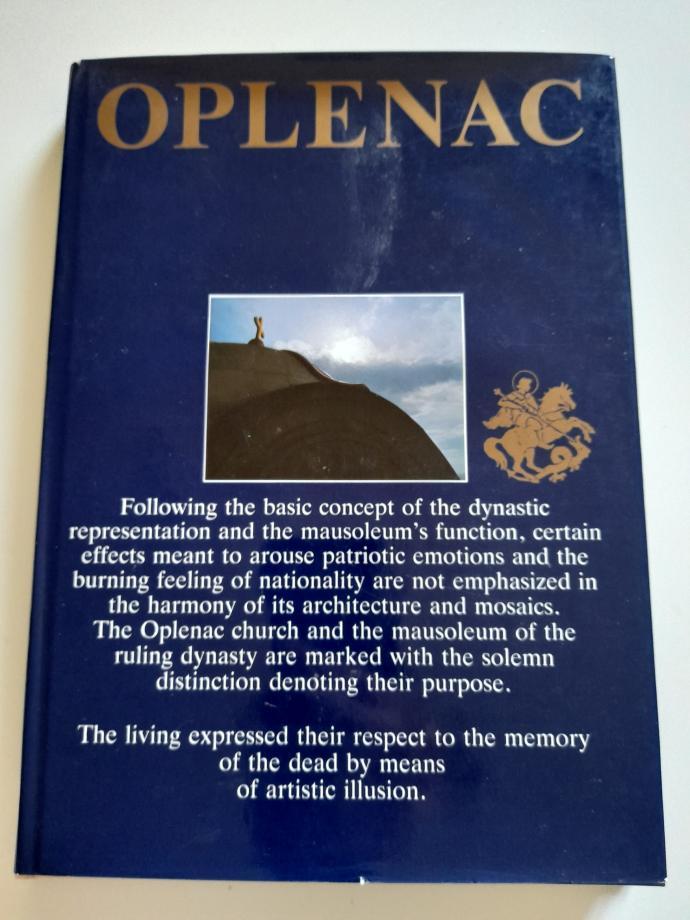 OPLENAC
Following the basic concept of the dynastic
representation and the mausoleum's function, certain
effects meant to arouse patriotic emotions and the
burning feeling of nationality are not emphasized in
the harmony of its architecture and mosaics.
The Oplenac church and the mausoleum of the
ruling dynasty are marked with the solemn
distinction denoting their purpose.
The living expressed their respect to the memory
of the dead by means
of artistic illusion.